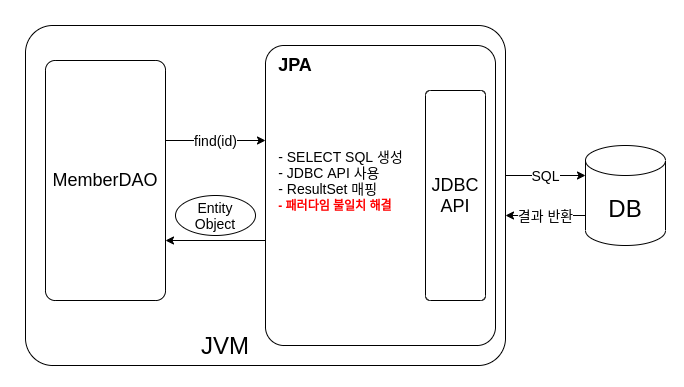 JPA
MemberDAO
find(id)
- SELECT SQL 생성
- JDBC API 사용
- ResultSet 매핑
- 패러다임 불일치 해결
JDBC
API
Entity
Object
SQL
결과 반환
DB
JVM